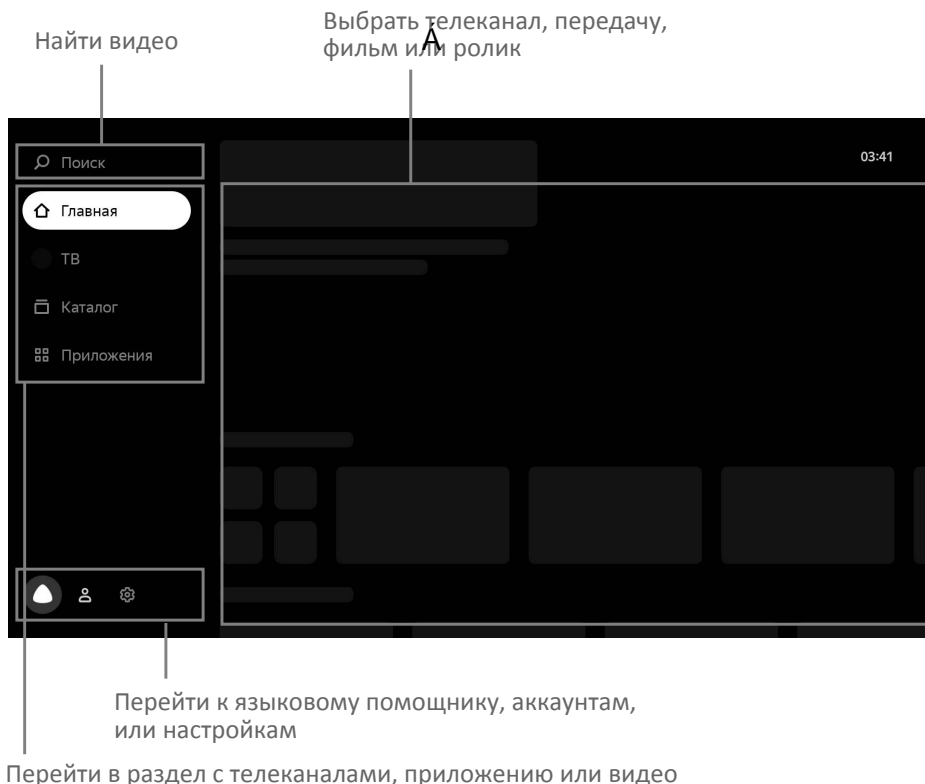 Найти видео
Выбрать телеканал, передачу,
фильм или ролик
Á
Поиск
03:41
Главная
ТВ
Каталог
Приложения
Перейти к языковому помощнику, аккаунтам,
или настройкам
Перейти в раздел с телеканалами, приложению или видео